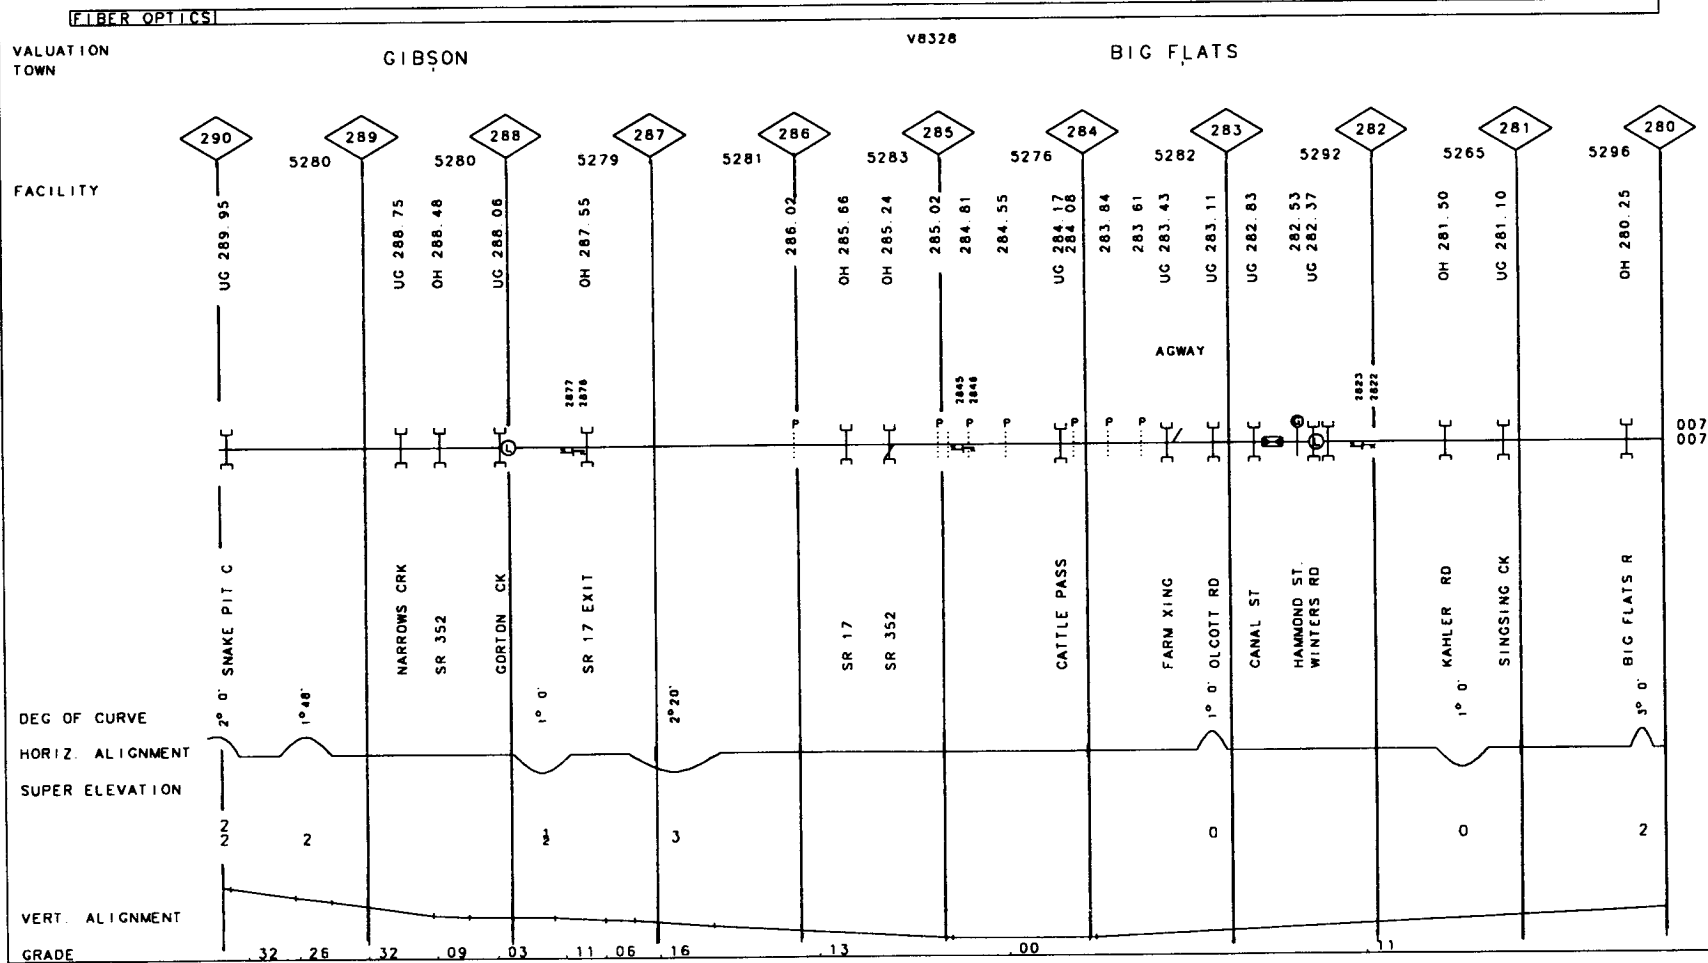 FIBER OPTICS
VALUATION V8328
TOWN GIBSON BIG FLATS
290 289 288 287 286 285 284 283 282 281 280
5280 5280 5279 5281 5283 5276 5282 5292 5265 5296
FACILITY
UG 289.95
UG 288.75
OH 288.48
UG 288.06
OH 287.55
286.02
OH 285.66
OH 285.24
285.02
284.81
284.55
UG 284.17
284 08
283.84
283 61
UG 283.43
UG 283.11
UG 282.83
282.53
UG 282.37
OH 281.50
UG 281.10
OH 280.25
AGWAY
2877
2876
2845
2846
2823
2822
P P P P P P P
G
L L
007
007
SNAKE PIT C
NARROWS CRK
SR 352
GORTON CK
SR 17 EXIT
SR 17
SR 352
CATTLE PASS
FARM XING
OLCOTT RD
CANAL ST
HAMMOND ST.
WINTERS RD
KAHLER RD
SINGSING CK
BIG FLATS R
DEG OF CURVE 2° 0' 1° 48' 1° 0' 2° 20' 1° 0' 1° 0' 3° 0'
HORIZ. ALIGNMENT
SUPER ELEVATION
2
2 2 3 0 0 2
VERT. ALIGNMENT
GRADE .32 .26 .32 .09 .03 .11 .06 .16 .13 .00 .11